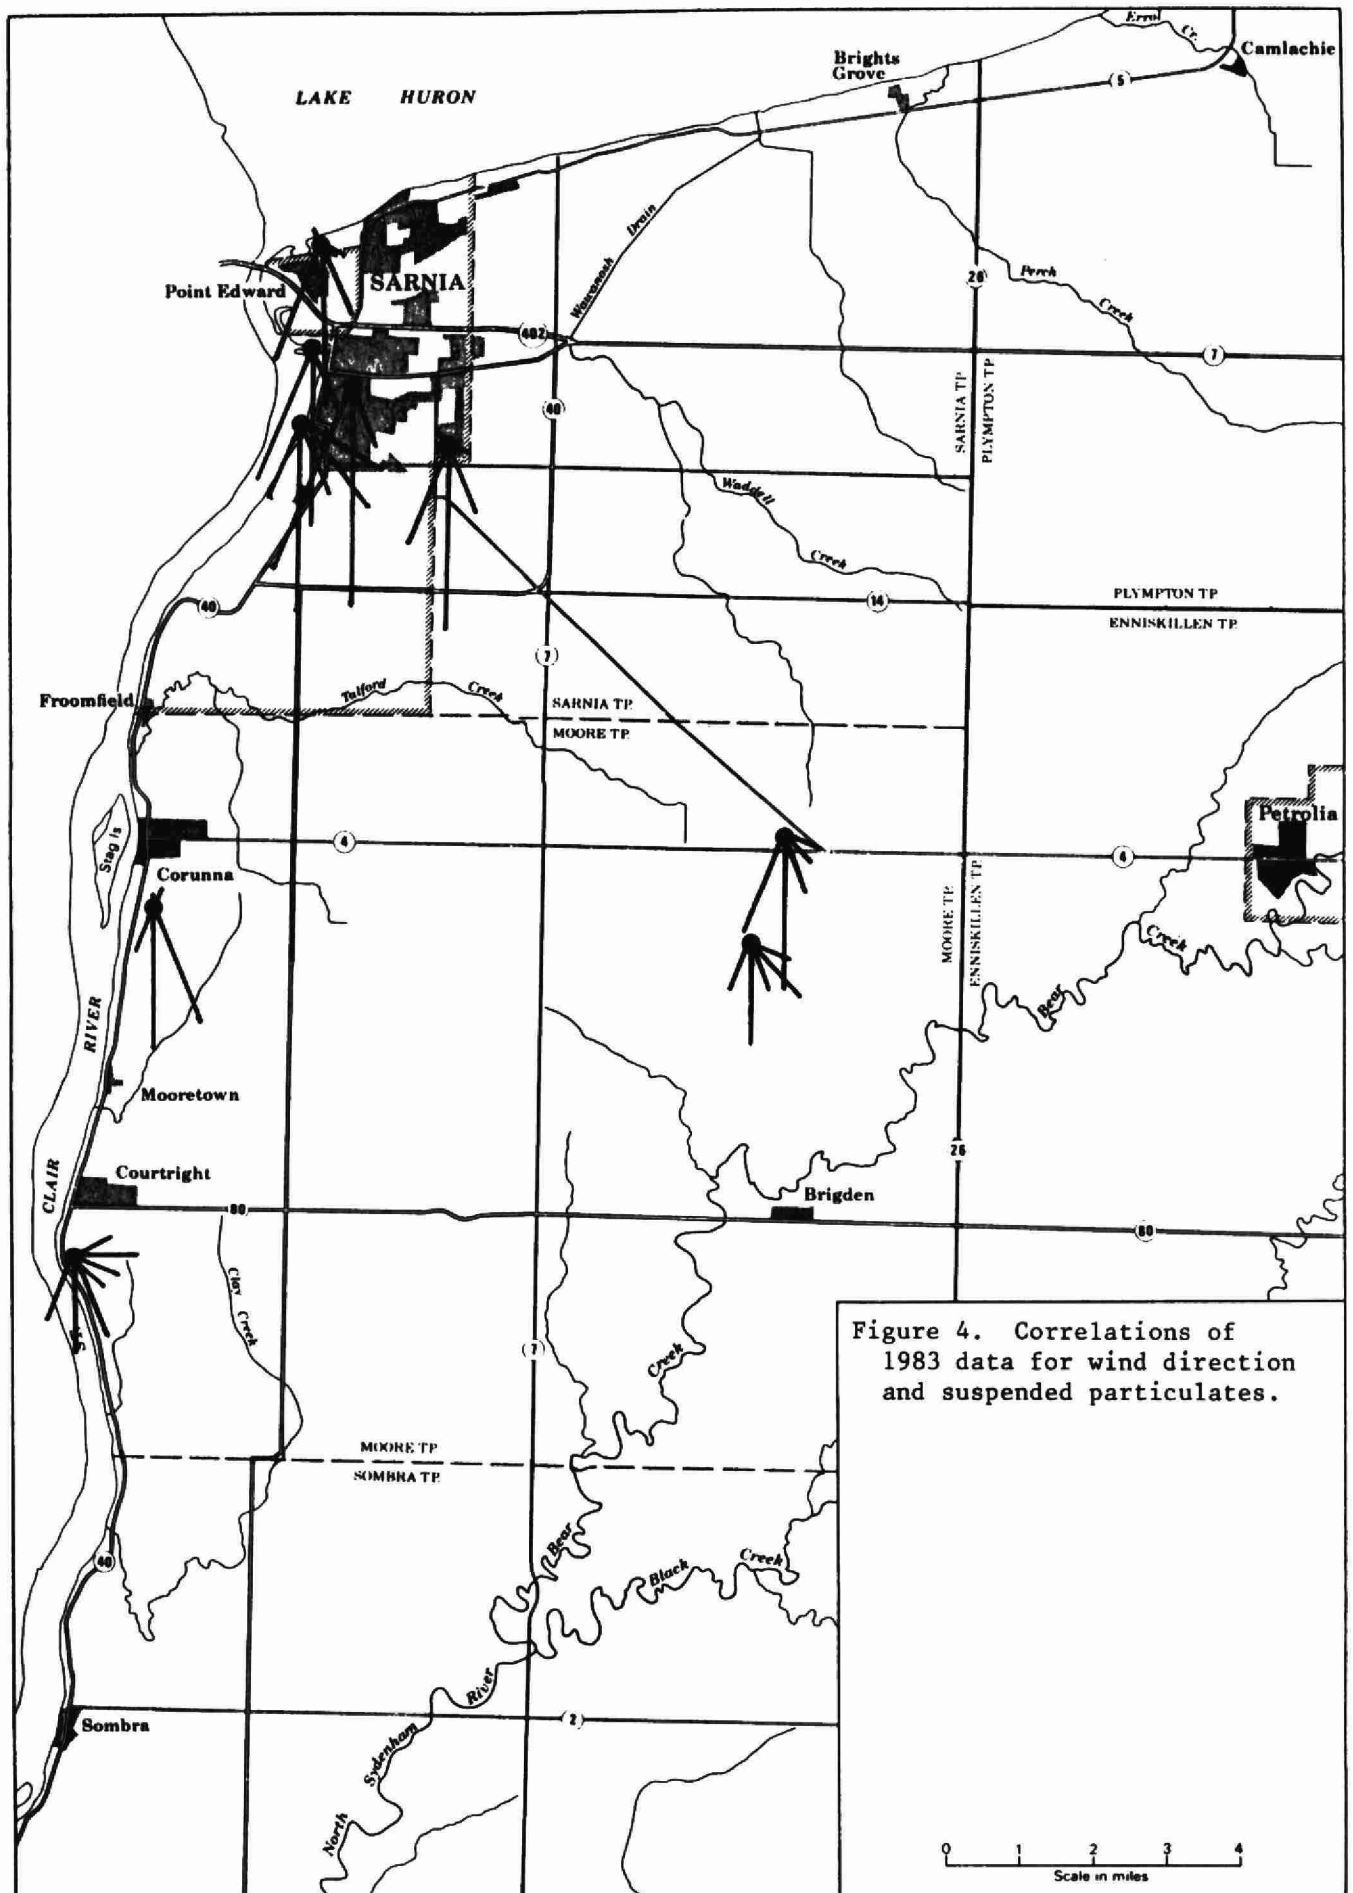 Errol
Cr.
Camlachie
Brights
Grove
5
LAKE HURON
SARNIA
Point Edward
Wawanosh Drain
28
Perch
Creek
402
7
40
SARNIA TP.
PLYMPTON TP.
Waddell
Creek
40
14
PLYMPTON TP.
ENNISKILLEN TP.
7
Froomfield
Talford
Creek
SARNIA TP.
MOORE TP.
Stag Is
4
4
Petrolia
Corunna
MOORE TP.
ENNISKILLEN TP.
Creek
Bear
RIVER
Mooretown
CLAIR
Courtright
26
80
Brigden
80
Clay
Creek
7
Creek
Figure 4. Correlations of
1983 data for wind direction
and suspended particulates.
MOORE TP.
SOMBRA TP.
40
Bear
Black
Creek
River
Sydenham
North
Sombra
2
0 1 2 3 4
Scale in miles